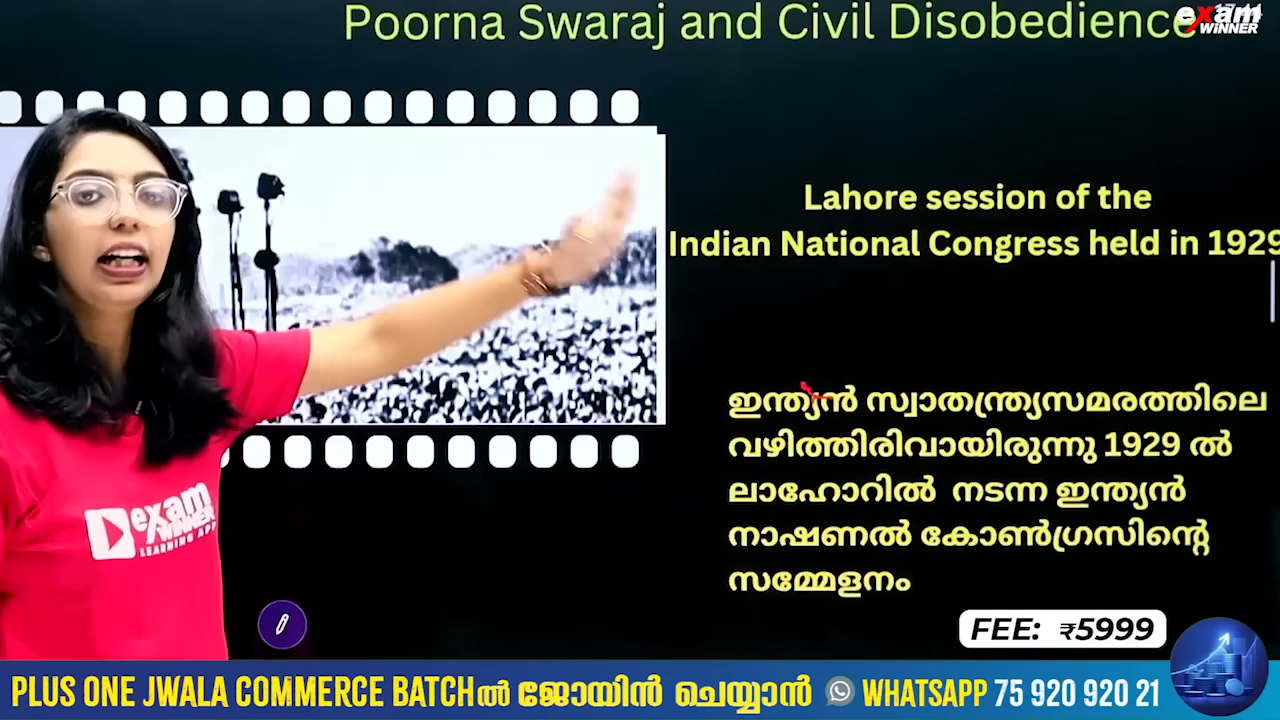 Poorna Swaraj and Civil Disobedience
exam
WINNER
Lahore session of the
Indian National Congress held in 1929
ഇന്ത്യൻ സ്വാതന്ത്ര്യസമരത്തിലെ
വഴിത്തിരിവായിരുന്നു 1929 ൽ
ലാഹോറിൽ നടന്ന ഇന്ത്യൻ
നാഷണൽ കോൺഗ്രസിന്റെ
സമ്മേളനം
exam
WINNER
LEARNING APP
FEE: ₹5999
PLUS ONE JWALA COMMERCE BATCHൽ ജോയിൻ ചെയ്യാൻ WHATSAPP 75 920 920 21